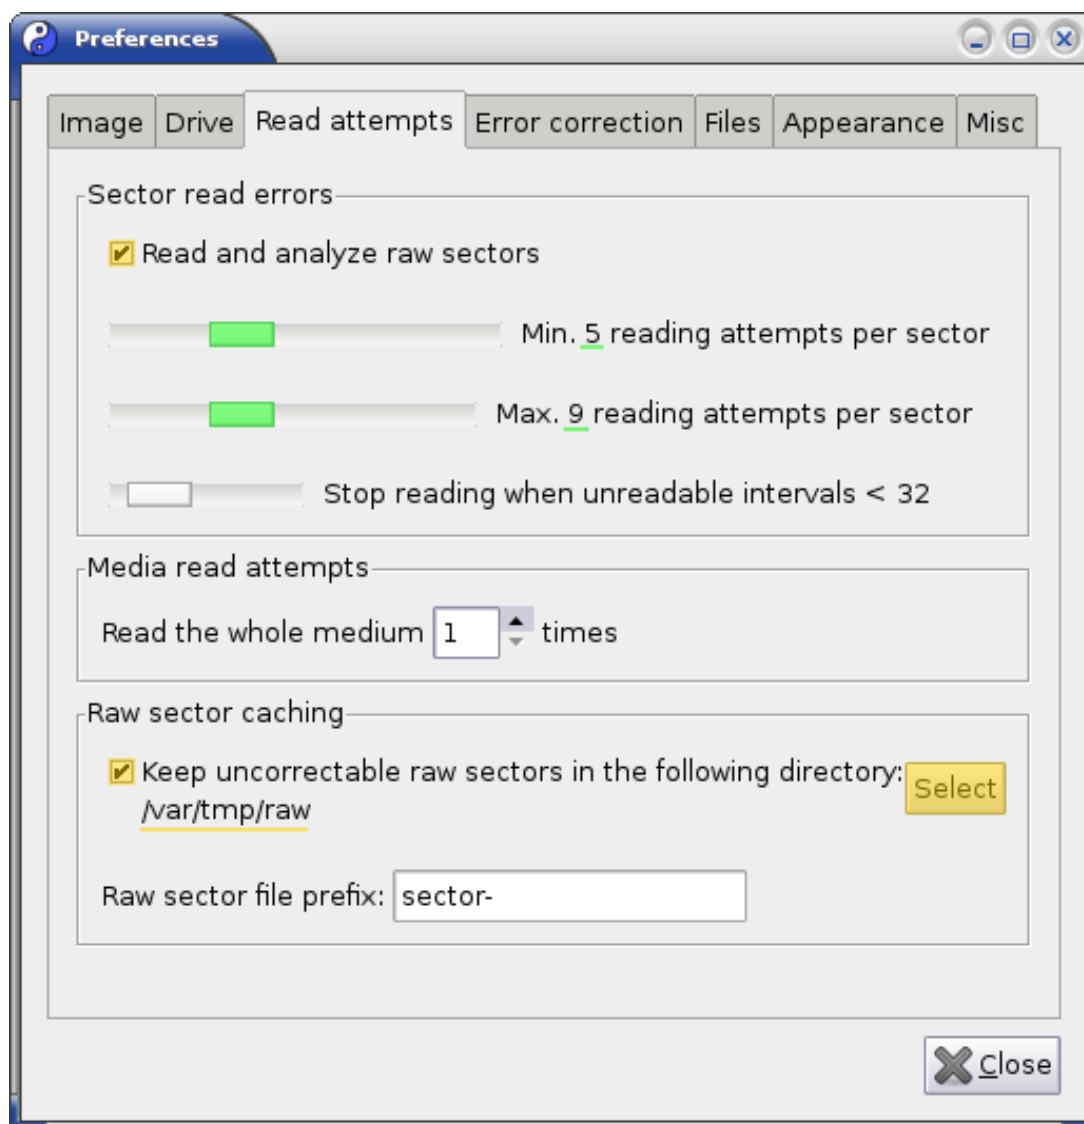 Preferences
Image Drive Read attempts Error correction Files Appearance Misc
Sector read errors
Read and analyze raw sectors
Min. 5 reading attempts per sector
Max. 9 reading attempts per sector
Stop reading when unreadable intervals < 32
Media read attempts
Read the whole medium 1 times
Raw sector caching
Keep uncorrectable raw sectors in the following directory: Select
/var/tmp/raw
Raw sector file prefix: sector-
Close